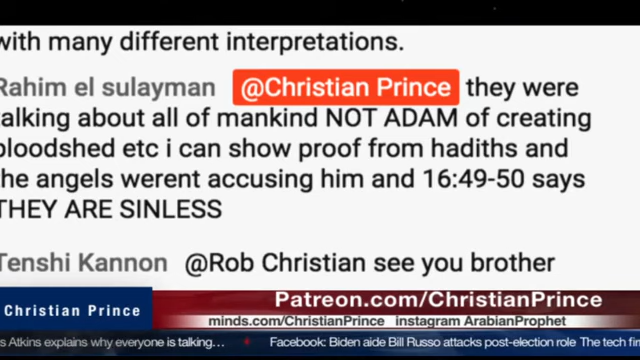 with many different interpretations.
Rahim el sulayman @Christian Prince they were
talking about all of mankind NOT ADAM of creating
bloodshed etc i can show proof from hadiths and
the angels werent accusing him and 16:49-50 says
THEY ARE SINLESS
Tenshi Kannon @Rob Christian see you brother
Christian Prince
Patreon.com/ChristianPrince
minds.com/ChristianPrince instagram ArabianProphet
s Atkins explains why everyone is talking... Facebook: Biden aide Bill Russo attacks post-election role The tech fir